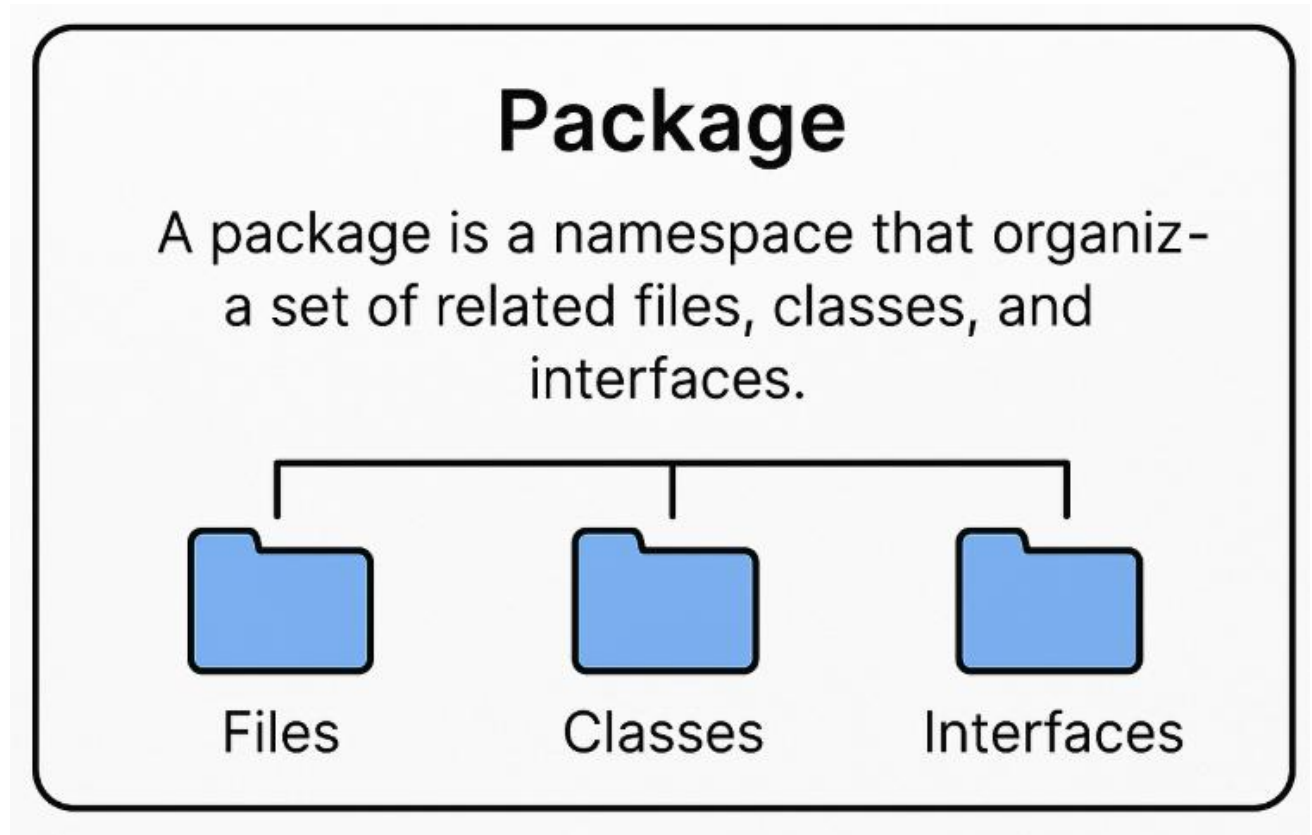 Package
A package is a namespace that organiz-
a set of related files, classes, and
interfaces.
Files
Classes
Interfaces